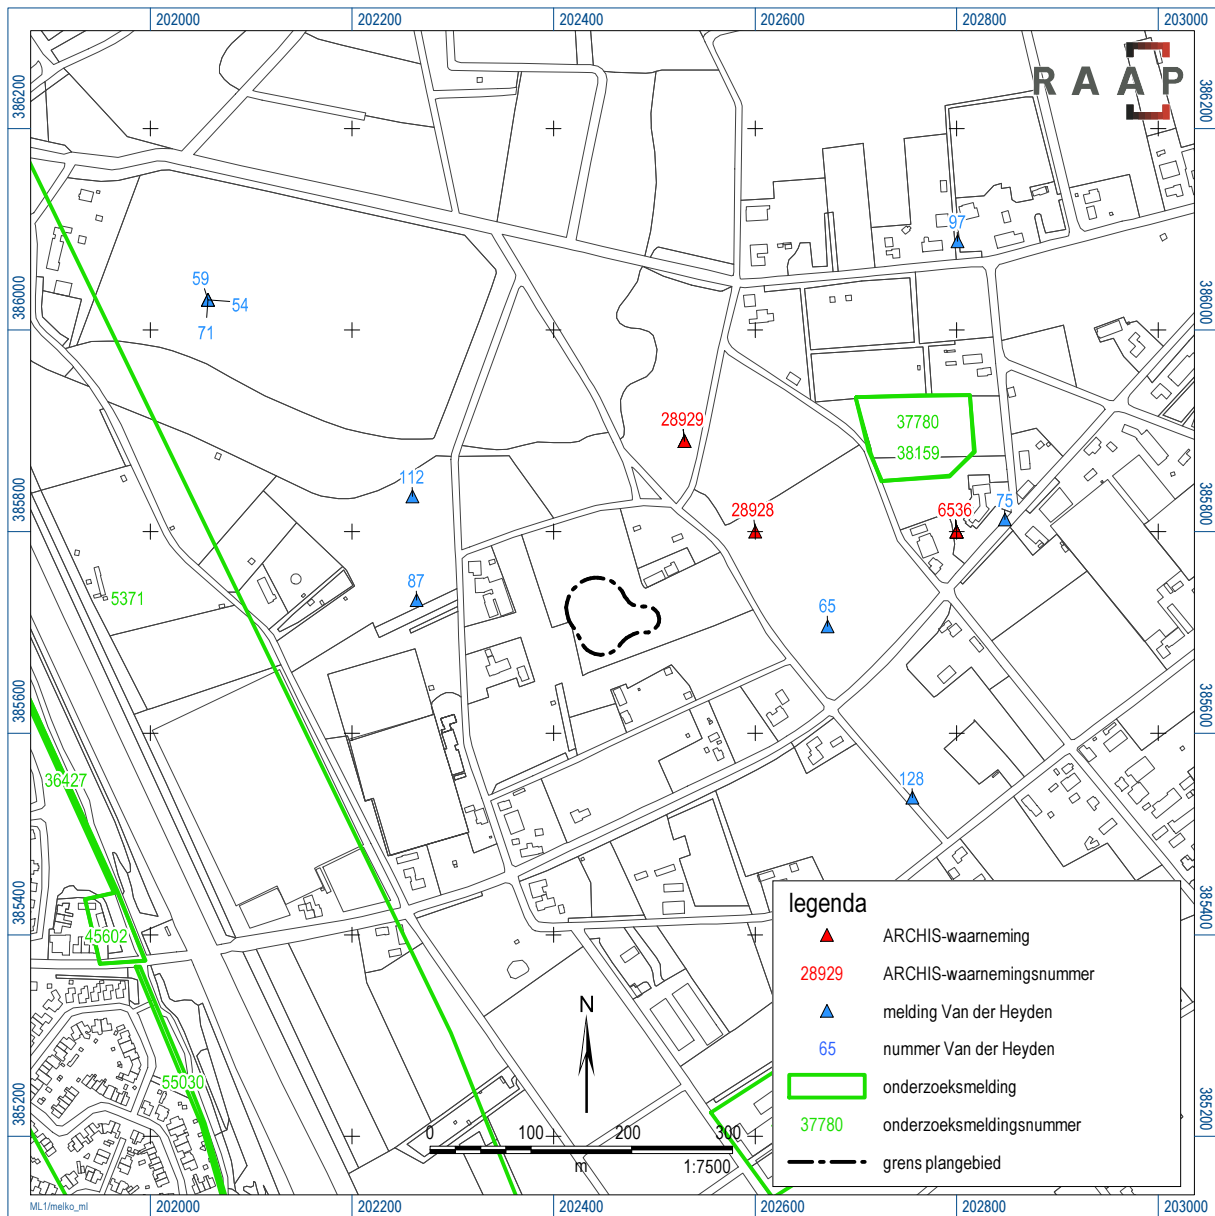 202000 202200 202400 202600 202800 203000
386200 386200
RAAP
97
59
54
71
386000 386000
28929
37780
38159
112
28928
6536
75
385800 385800
87
5371
65
385600 385600
36427
128
385400 385400
45602
legenda
ARCHIS-waarneming
28929 ARCHIS-waarnemingsnummer
melding Van der Heyden
65 nummer Van der Heyden
onderzoeksmelding
37780 onderzoeksmeldingsnummer
grens plangebied
N
55030
385200 385200
0 100 200 300
m 1:7500
ML1/melko_ml
202000 202200 202400 202600 202800 203000